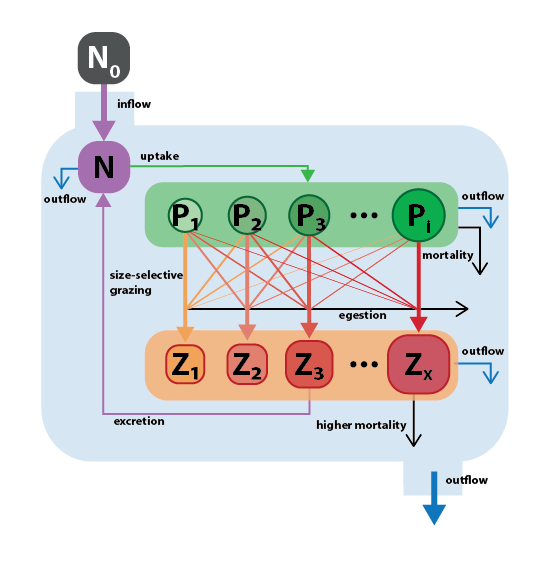 N0
inflow
N
uptake
outflow
P1 P2 P3 ••• Pi
outflow
mortality
size-selective
grazing
egestion
Z1 Z2 Z3 ••• Zx
outflow
excretion
higher mortality
outflow